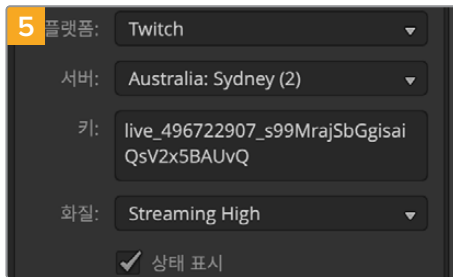 5 플랫폼: Twitch
서버: Australia: Sydney (2)
키: live_496722907_s99MrajSbGgisai
QsV2x5BAUvQ
화질: Streaming High
상태 표시